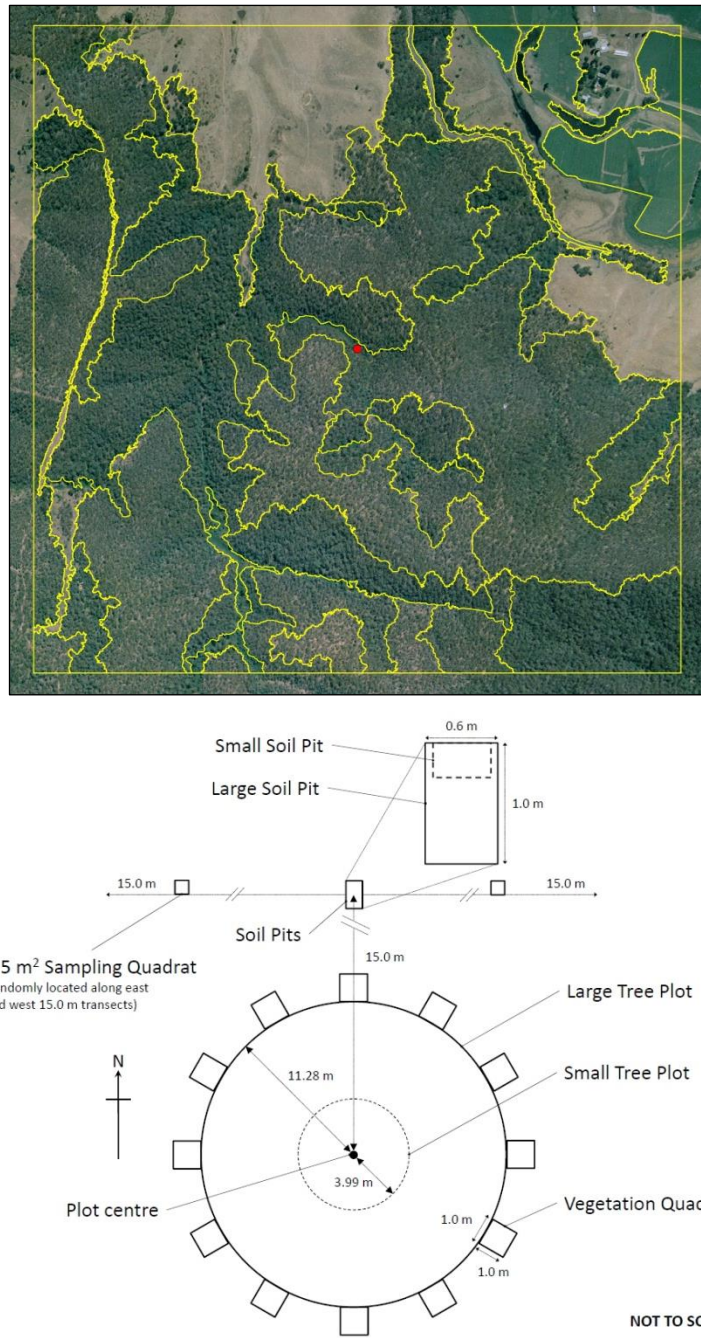 0.6 m
Small Soil Pit
Large Soil Pit
1.0 m
15.0 m
15.0 m
Soil Pits
5 m² Sampling Quadrat
15.0 m
ndomly located along east
d west 15.0 m transects)
Large Tree Plot
N
11.28 m
Small Tree Plot
3.99 m
Plot centre
Vegetation Quad
1.0 m
1.0 m
NOT TO SC